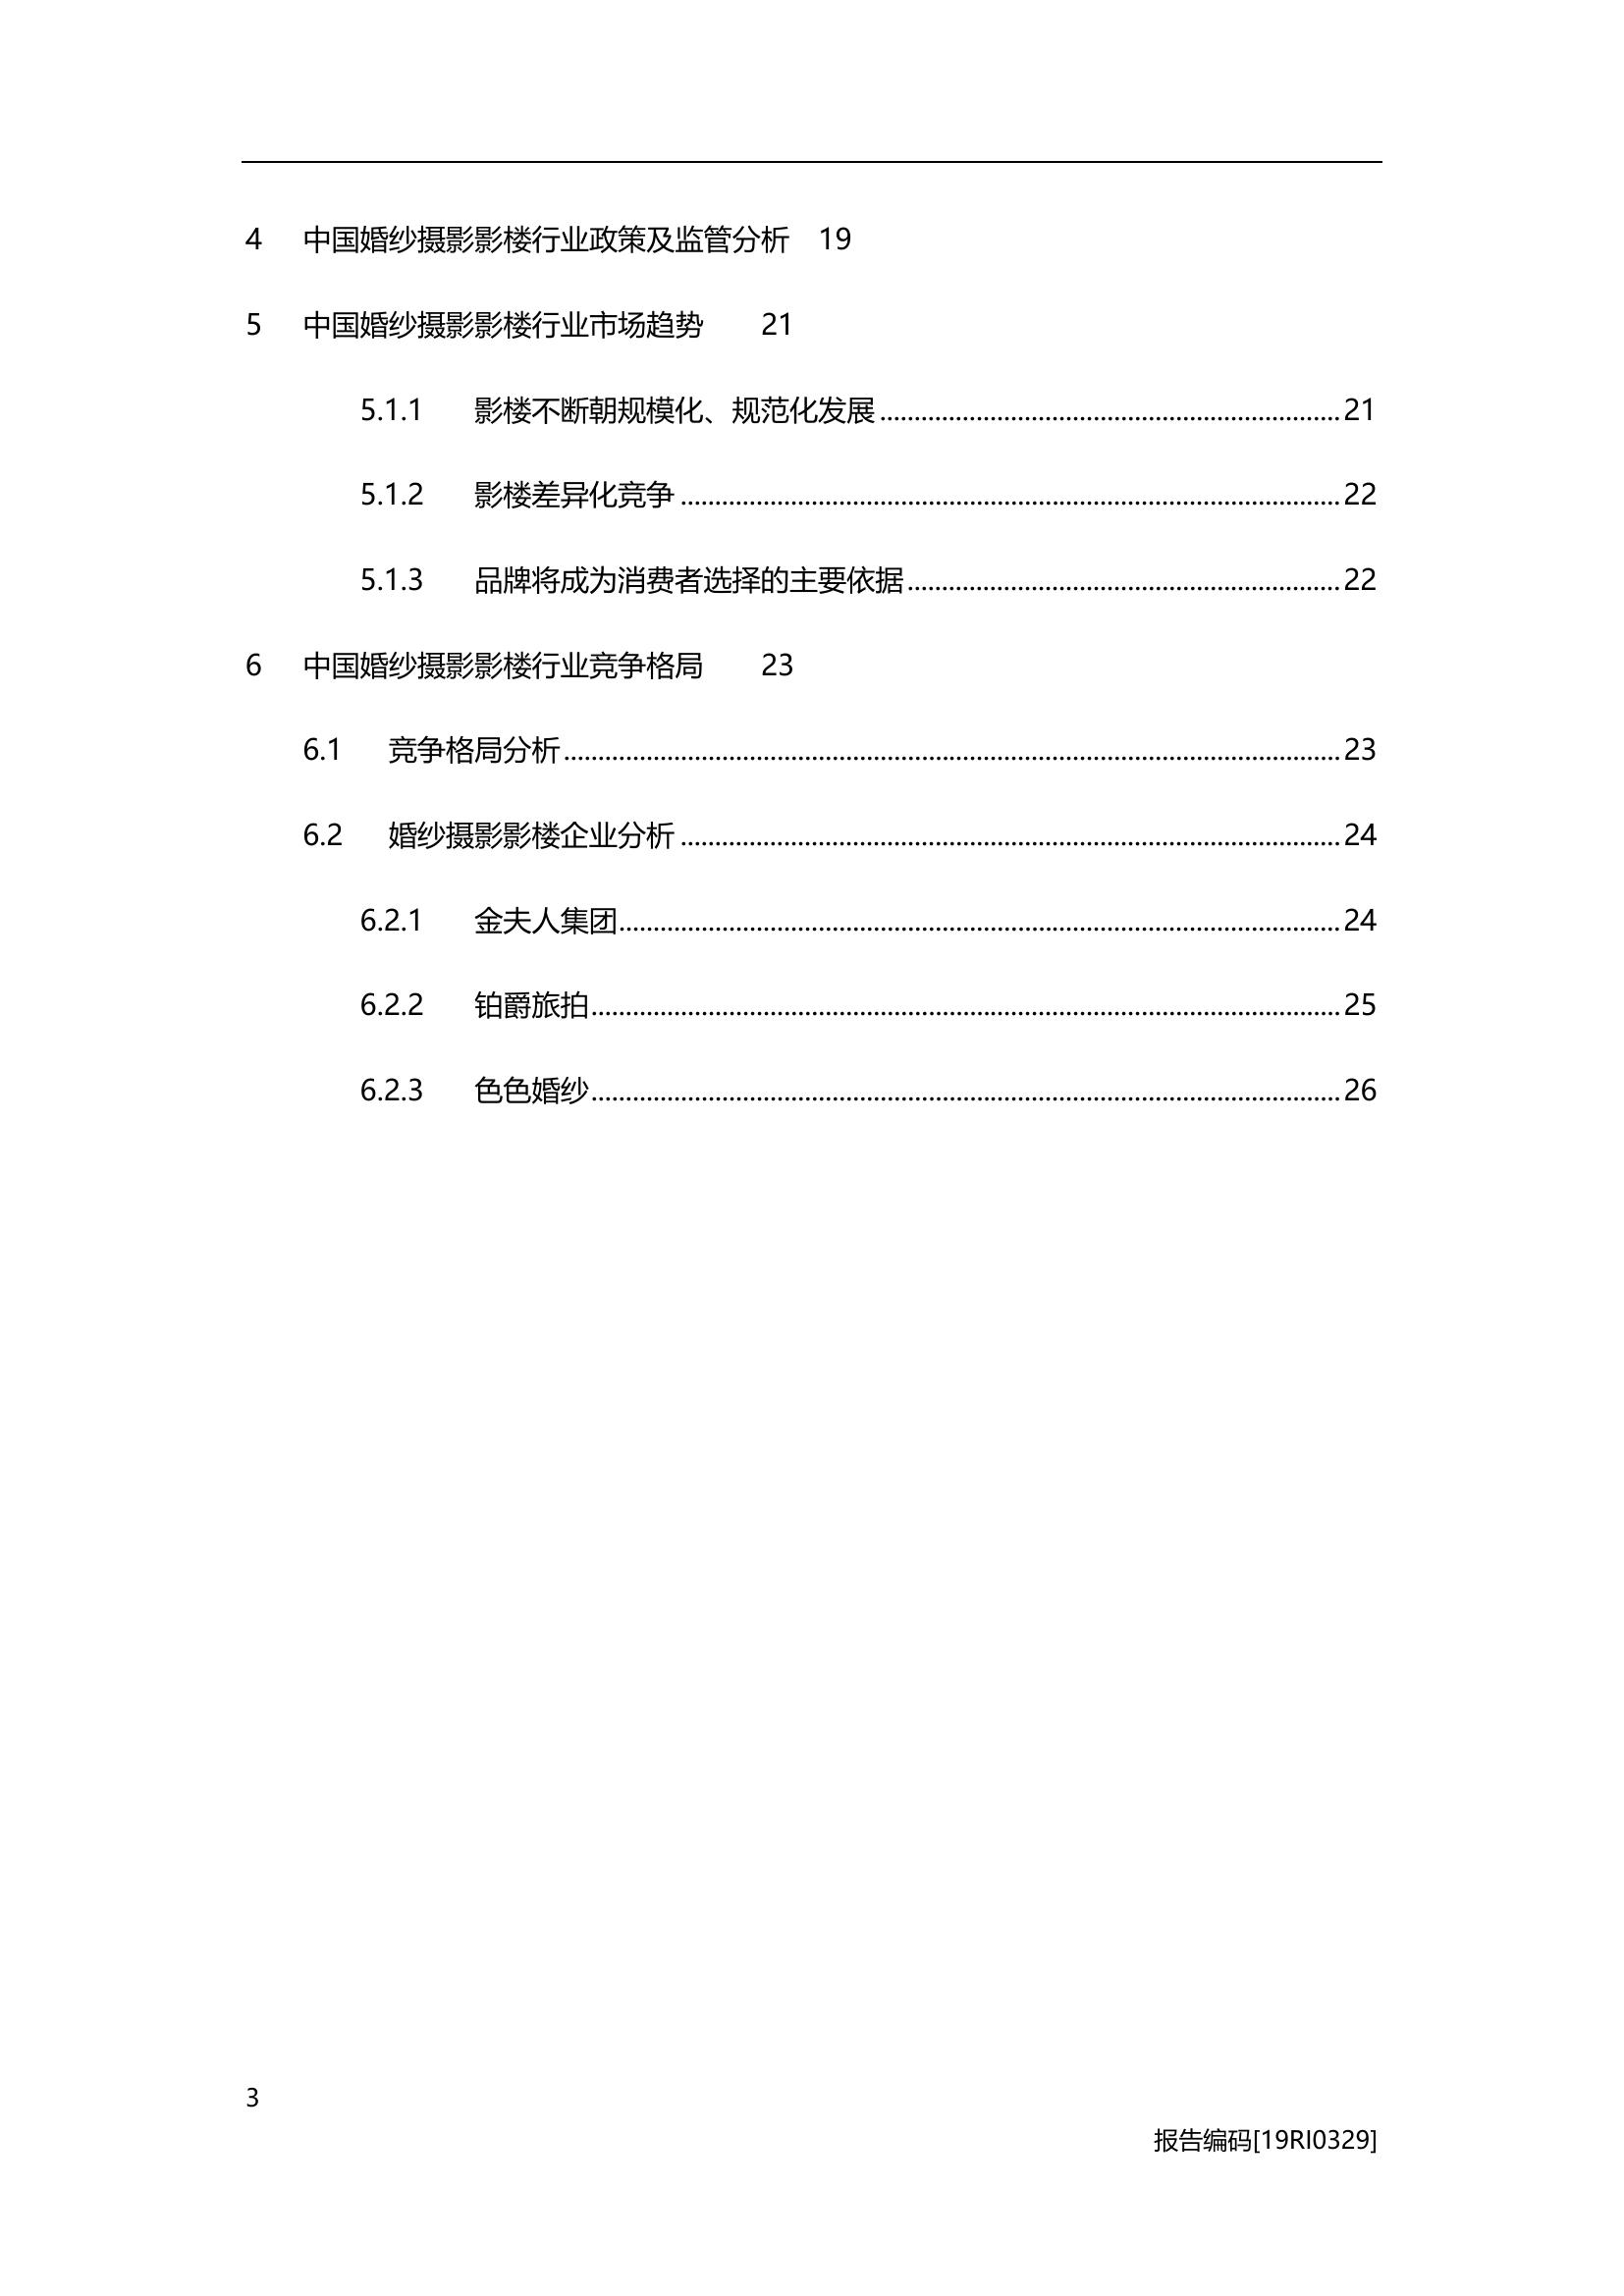 4 中国婚纱摄影影楼行业政策及监管分析 19
5 中国婚纱摄影影楼行业市场趋势 21
5.1.1 影楼不断朝规模化、规范化发展 21
5.1.2 影楼差异化竞争 22
5.1.3 品牌将成为消费者选择的主要依据 22
6 中国婚纱摄影影楼行业竞争格局 23
6.1 竞争格局分析 23
6.2 婚纱摄影影楼企业分析 24
6.2.1 金夫人集团 24
6.2.2 铂爵旅拍 25
6.2.3 色色婚纱 26
3
报告编码[19RI0329]